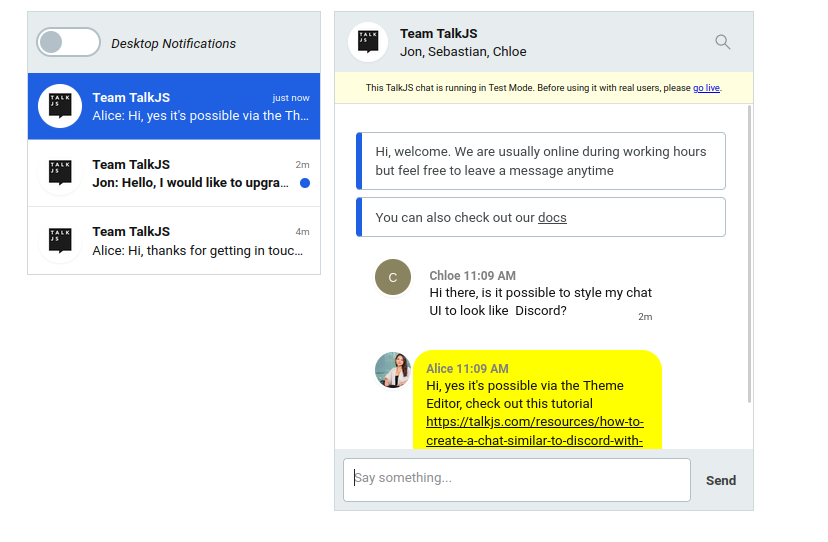 Desktop Notifications
TALK
JS
Team TalkJS
just now
Alice: Hi, yes it's possible via the Th...
TALK
JS
Team TalkJS
2m
Jon: Hello, I would like to upgra...
TALK
JS
Team TalkJS
4m
Alice: Hi, thanks for getting in touc...
TALK
JS
Team TalkJS
Jon, Sebastian, Chloe
This TalkJS chat is running in Test Mode. Before using it with real users, please go live.
Hi, welcome. We are usually online during working hours
but feel free to leave a message anytime
You can also check out our docs
C
Chloe 11:09 AM
Hi there, is it possible to style my chat
UI to look like Discord?
2m
Alice 11:09 AM
Hi, yes it's possible via the Theme
Editor, check out this tutorial
https://talkjs.com/resources/how-to-
create-a-chat-similar-to-discord-with-
Say something...
Send